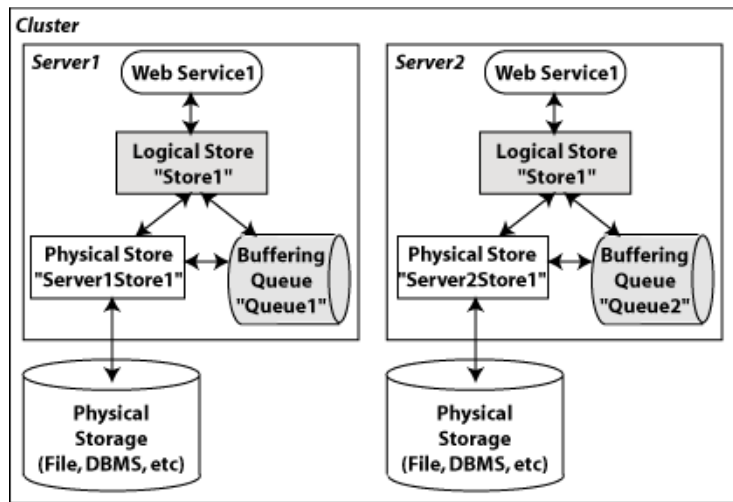 Cluster
Server1
Web Service1
Logical Store
"Store1"
Physical Store
"Server1Store1"
Buffering
Queue
"Queue1"
Physical
Storage
(File, DBMS, etc)
Server2
Web Service1
Logical Store
"Store1"
Physical Store
"Server2Store1"
Buffering
Queue
"Queue2"
Physical
Storage
(File, DBMS, etc)